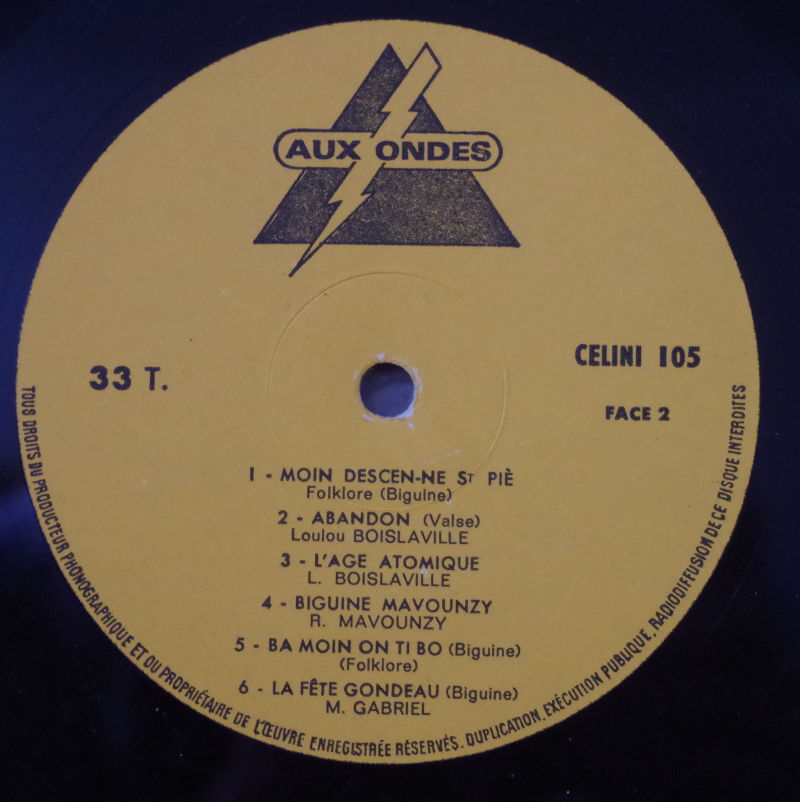 AUX ONDES
33 T.
CELINI 105
FACE 2
1 - MOIN DESCEN-NE ST PIÈ
Folklore (Biguine)
2 - ABANDON (Valse)
Loulou BOISLAVILLE
3 - L'AGE ATOMIQUE
L. BOISLAVILLE
4 - BIGUINE MAVOUNZY
R. MAVOUNZY
5 - BA MOIN ON TI BO (Biguine)
(Folklore)
6 - LA FÊTE GONDEAU (Biguine)
M. GABRIEL
TOUS DROITS DU PRODUCTEUR PHONOGRAPHIQUE ET DU PROPRIÉTAIRE DE L'ŒUVRE ENREGISTRÉE RÉSERVÉS. DUPLICATION, EXÉCUTION PUBLIQUE, RADIODIFFUSION DE CE DISQUE INTERDITES